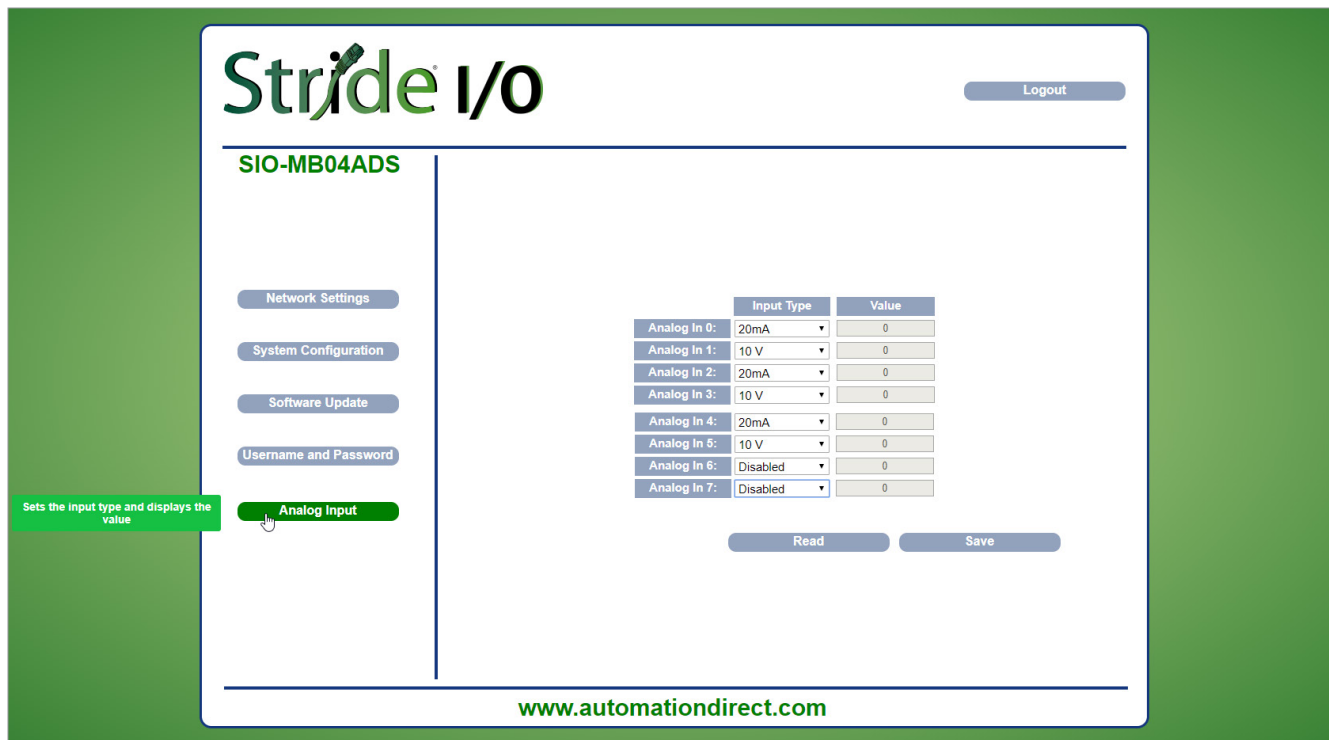 Stride® I/O
Logout
SIO-MB04ADS
Network Settings
System Configuration
Software Update
Username and Password
Sets the input type and displays the
value
Analog Input
Input Type Value
Analog In 0: 20mA 0
Analog In 1: 10 V 0
Analog In 2: 20mA 0
Analog In 3: 10 V 0
Analog In 4: 20mA 0
Analog In 5: 10 V 0
Analog In 6: Disabled 0
Analog In 7: Disabled 0
Read Save
www.automationdirect.com